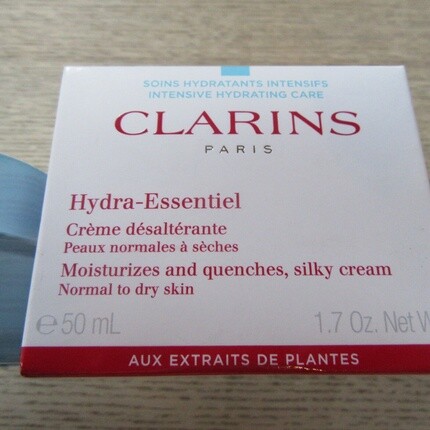 SOINS HYDRATANTS INTENSIFS
INTENSIVE HYDRATING CARE
CLARINS
PARIS
Hydra-Essentiel
Crème désaltérante
Peaux normales à sèches
Moisturizes and quenches, silky cream
Normal to dry skin
℮ 50 mL 1.7 Oz. Net W
AUX EXTRAITS DE PLANTES